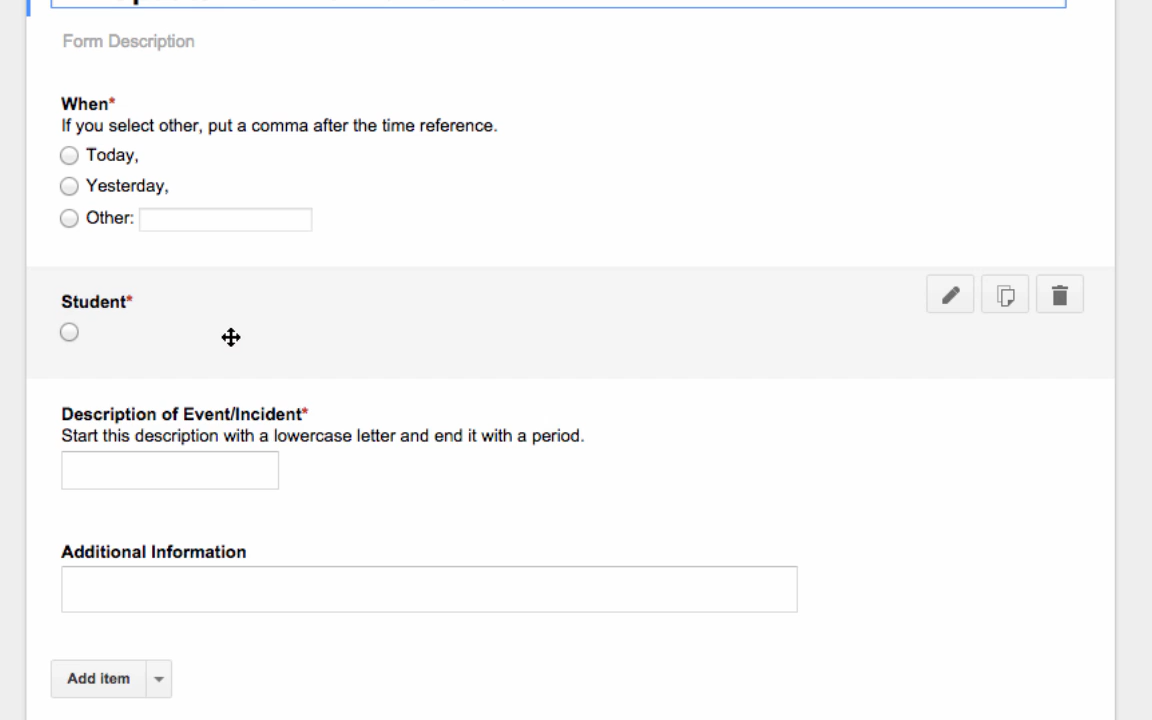 Form Description
When*
If you select other, put a comma after the time reference.
Today,
Yesterday,
Other:
Student*
Description of Event/Incident*
Start this description with a lowercase letter and end it with a period.
Additional Information
Add item